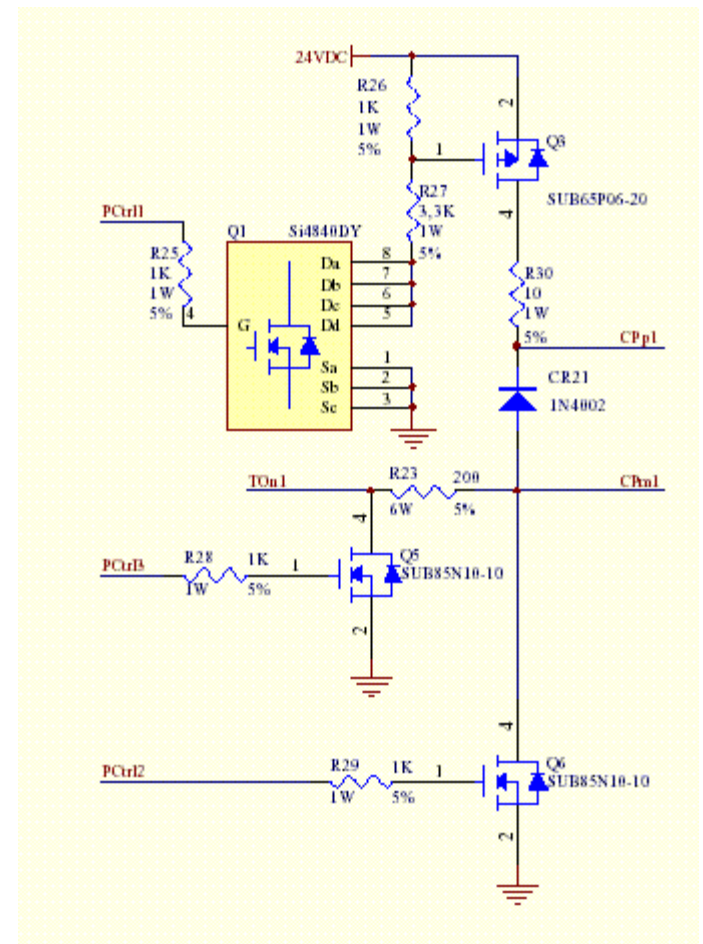 24VDC
R26
1K
1W
5%
2
Q3
1
SUB65P06-20
R27
3,3K
1W
5%
4
PCtrl1
R25
1K
1W
5%
4
Q1
Si4840DY
G
Da
8
Db
7
Dc
6
Dd
5
Sa
1
Sb
2
Sc
3
R30
10
1W
5%
CPp1
CR21
1N4002
TOn1
R23
200
6W
5%
CPm1
4
Q5
SUB85N10-10
PCtrl3
R28
1K
1W
5%
1
2
4
Q6
SUB85N10-10
PCtrl2
R29
1K
1W
5%
1
2